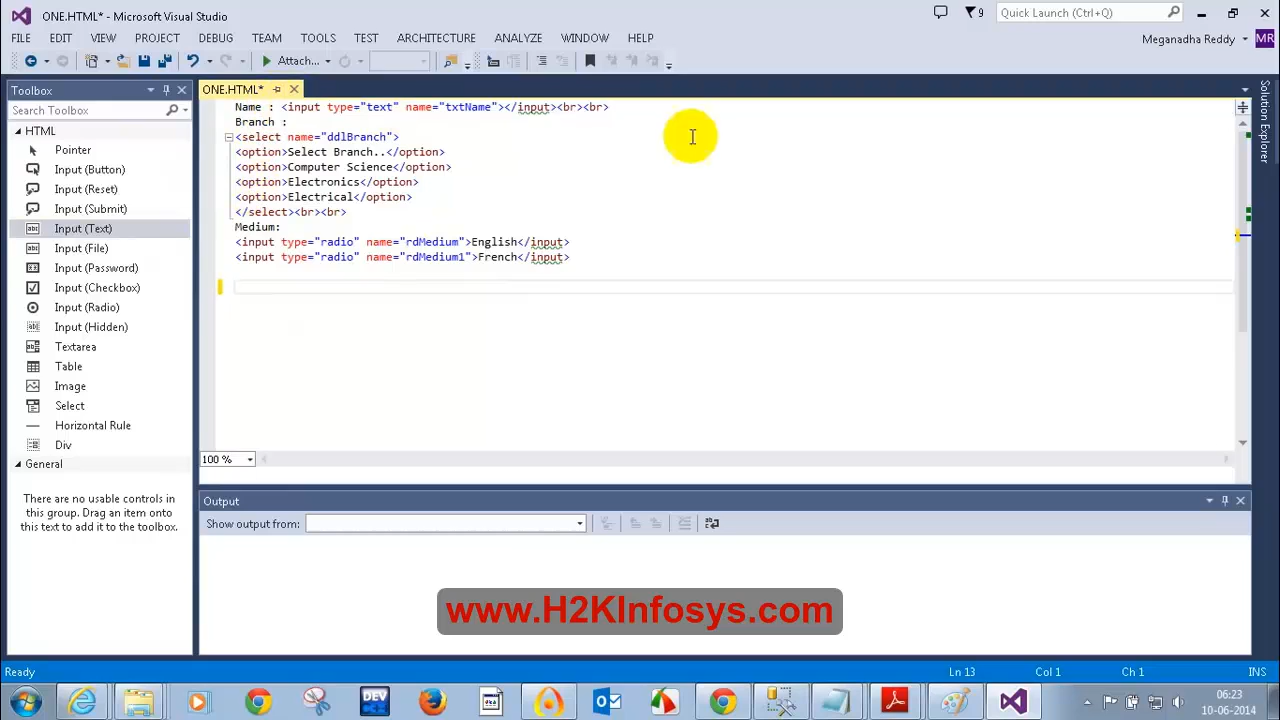 ONE.HTML* - Microsoft Visual Studio
7
Quick Launch (Ctrl+Q)
FILE EDIT VIEW PROJECT DEBUG TEAM TOOLS TEST ARCHITECTURE ANALYZE WINDOW HELP
Meganadha Reddy MR
Attach...
Toolbox
ONE.HTML*
Search Toolbox
HTML
Pointer
Input (Button)
Input (Reset)
Input (Submit)
Input (Text)
Input (File)
Input (Password)
Input (Checkbox)
Input (Radio)
Input (Hidden)
Textarea
Table
Image
Select
Horizontal Rule
Div
General
There are no usable controls in
this group. Drag an item onto
this text to add it to the toolbox.
Name : <input type="text" name="txtName"></input><br><br>
Branch :
<select name="ddlBranch">
<option>Select Branch..</option>
<option>Computer Science</option>
<option>Electronics</option>
<option>Electrical</option>
</select><br><br>
Medium:
<input type="radio" name="rdMedium">English</input>
<input type="radio" name="rdMedium1">French</input>
100 %
Solution Explorer
Output
Show output from:
www.H2KInfosys.com
Ready
Ln 13 Col 1 Ch 1 INS
DEV
06:23
10-06-2014